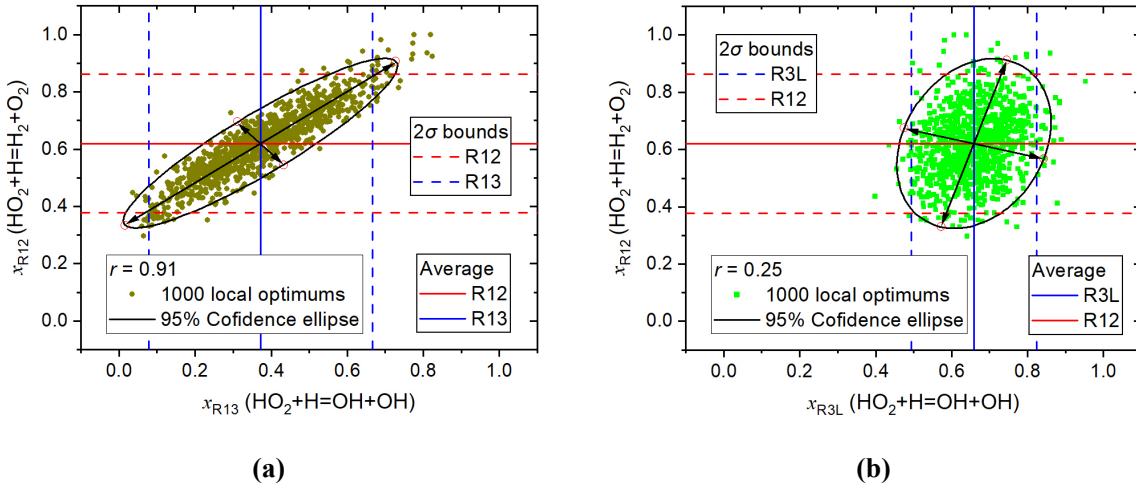 1.0
0.8
0.6
0.4
0.2
0.0
x_R12 (HO₂+H=H₂+O₂)
2σ bounds
R12
R13
r = 0.91
1000 local optimums
95% Cofidence ellipse
Average
R12
R13
0.0 0.2 0.4 0.6 0.8 1.0
x_R13 (HO₂+H=OH+OH)
(a)
1.0
0.8
0.6
0.4
0.2
0.0
x_R12 (HO₂+H=H₂+O₂)
2σ bounds
R3L
R12
r = 0.25
1000 local optimums
95% Cofidence ellipse
Average
R3L
R12
0.0 0.2 0.4 0.6 0.8 1.0
x_R3L (HO₂+H=OH+OH)
(b)